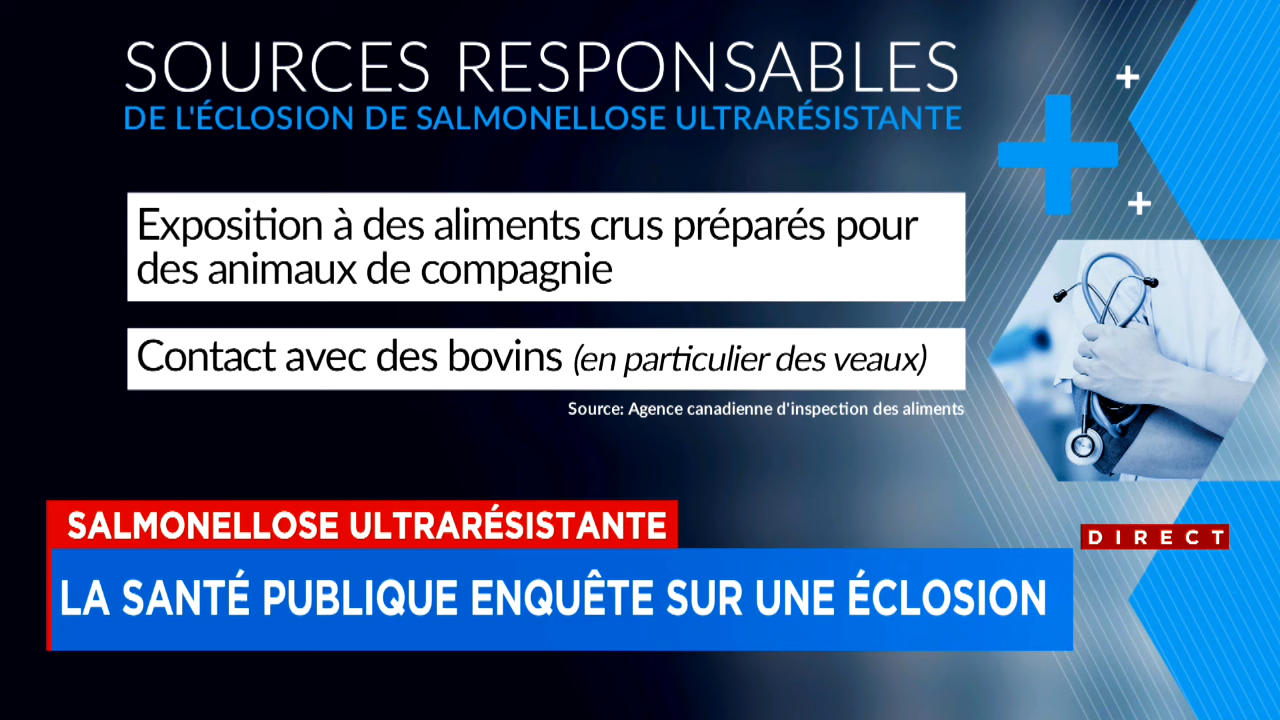 SOURCES RESPONSABLES
DE L'ÉCLOSION DE SALMONELLOSE ULTRARÉSISTANTE
Exposition à des aliments crus préparés pour
des animaux de compagnie
Contact avec des bovins (en particulier des veaux)
Source: Agence canadienne d'inspection des aliments
SALMONELLOSE ULTRARÉSISTANTE
DIRECT
LA SANTÉ PUBLIQUE ENQUÊTE SUR UNE ÉCLOSION